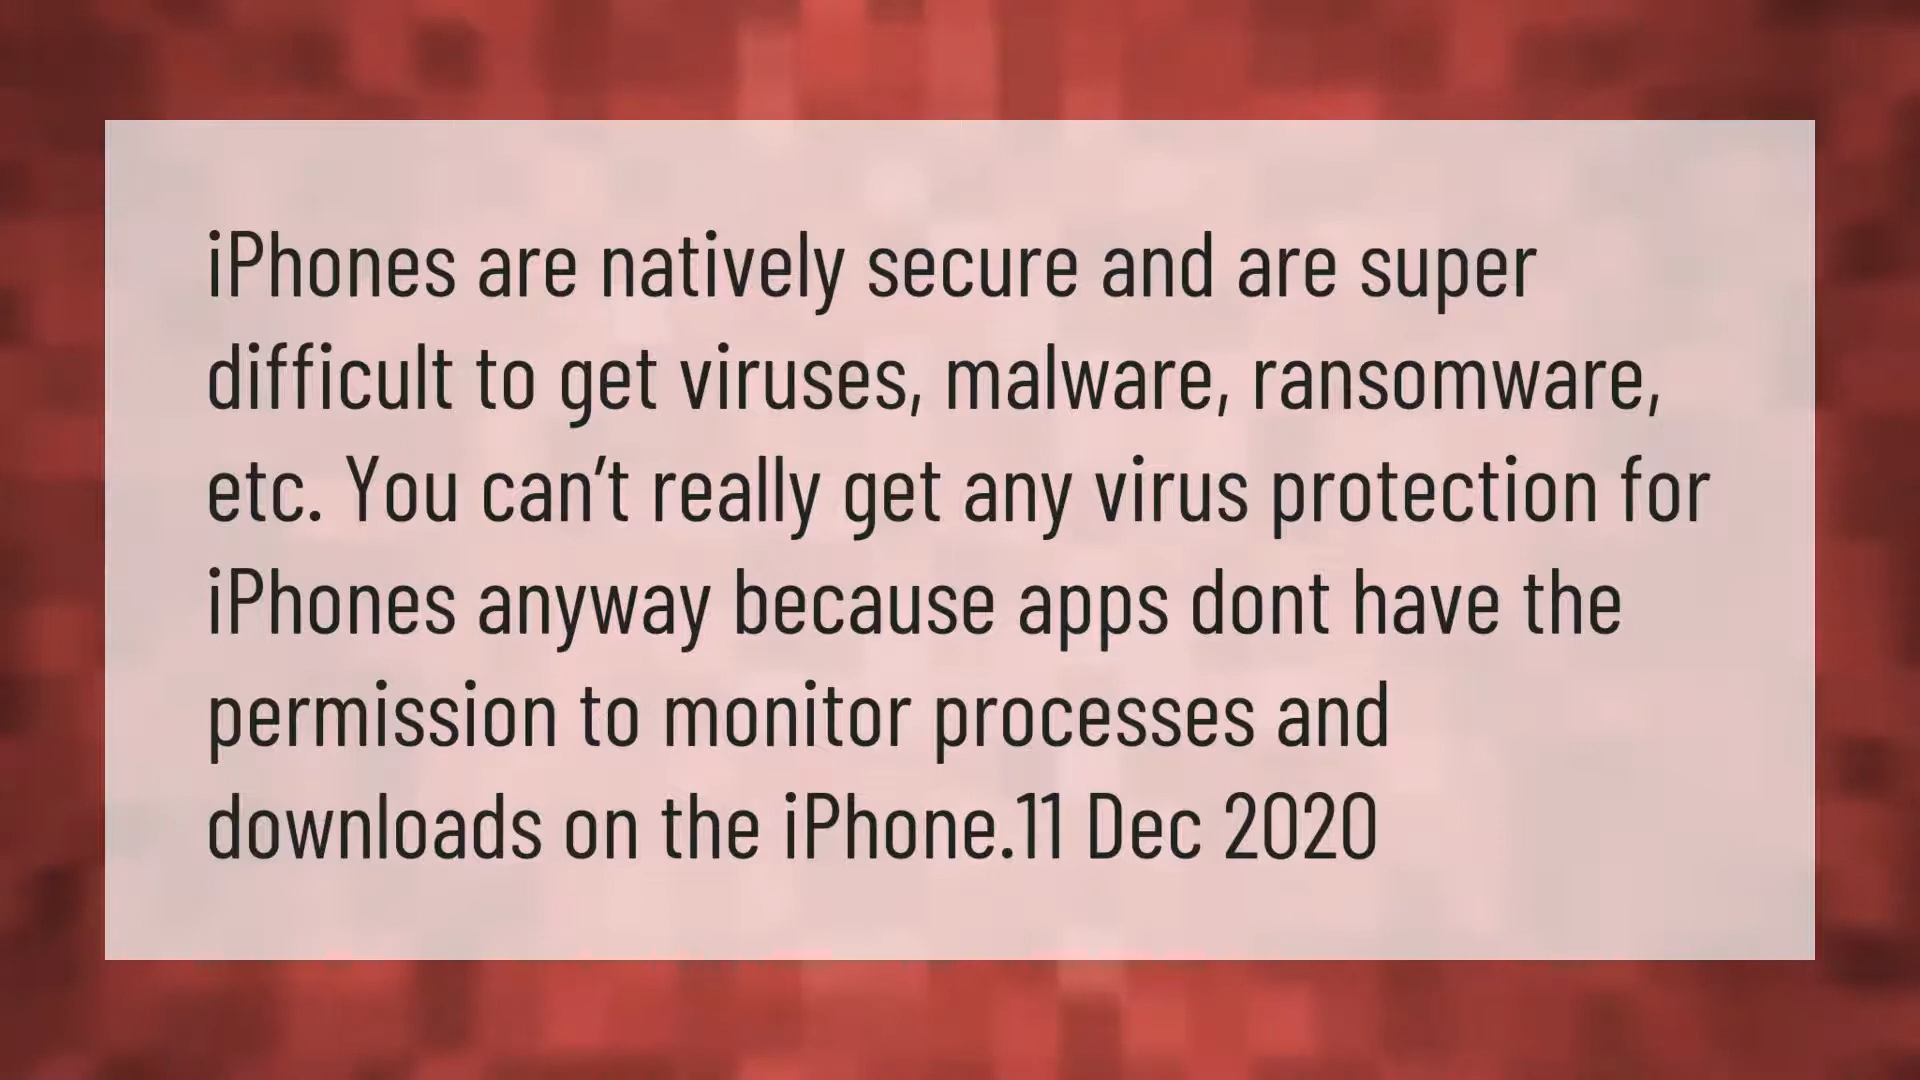 iPhones are natively secure and are super
difficult to get viruses, malware, ransomware,
etc. You can’t really get any virus protection for
iPhones anyway because apps dont have the
permission to monitor processes and
downloads on the iPhone.11 Dec 2020